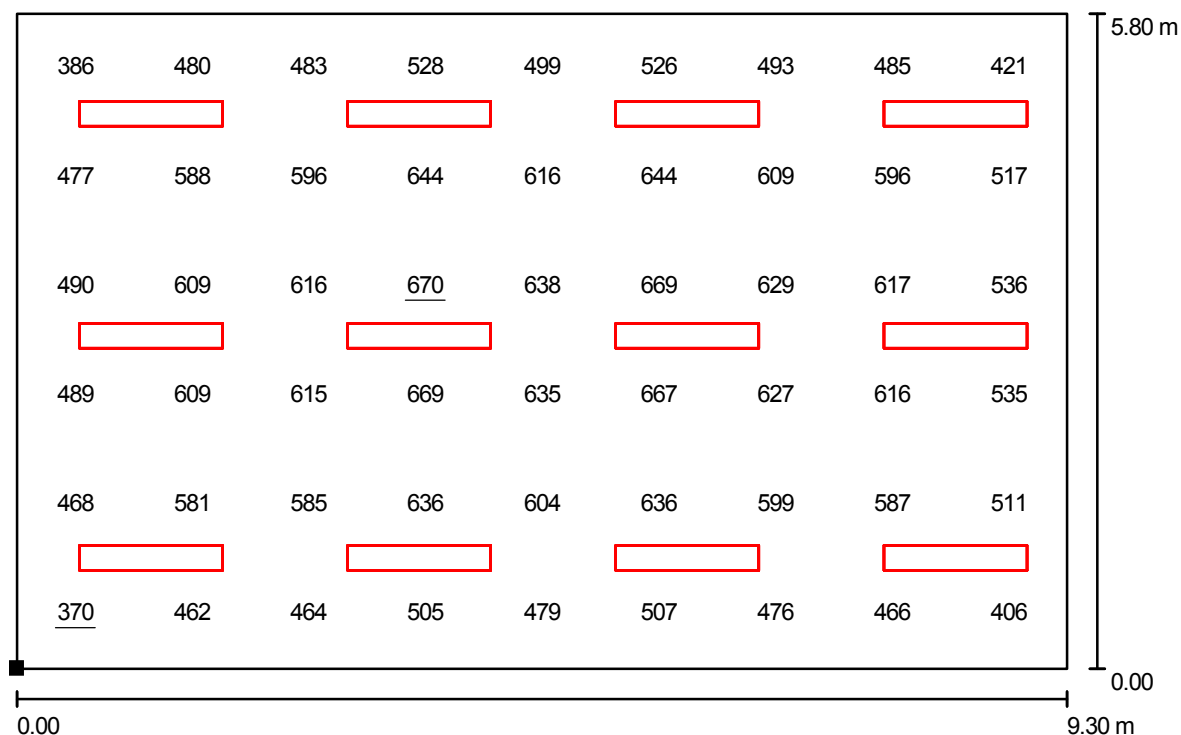 5.80 m
386 480 483 528 499 526 493 485 421
477 588 596 644 616 644 609 596 517
490 609 616 670 638 669 629 617 536
489 609 615 669 635 667 627 616 535
468 581 585 636 604 636 599 587 511
370 462 464 505 479 507 476 466 406
0.00
0.00 9.30 m